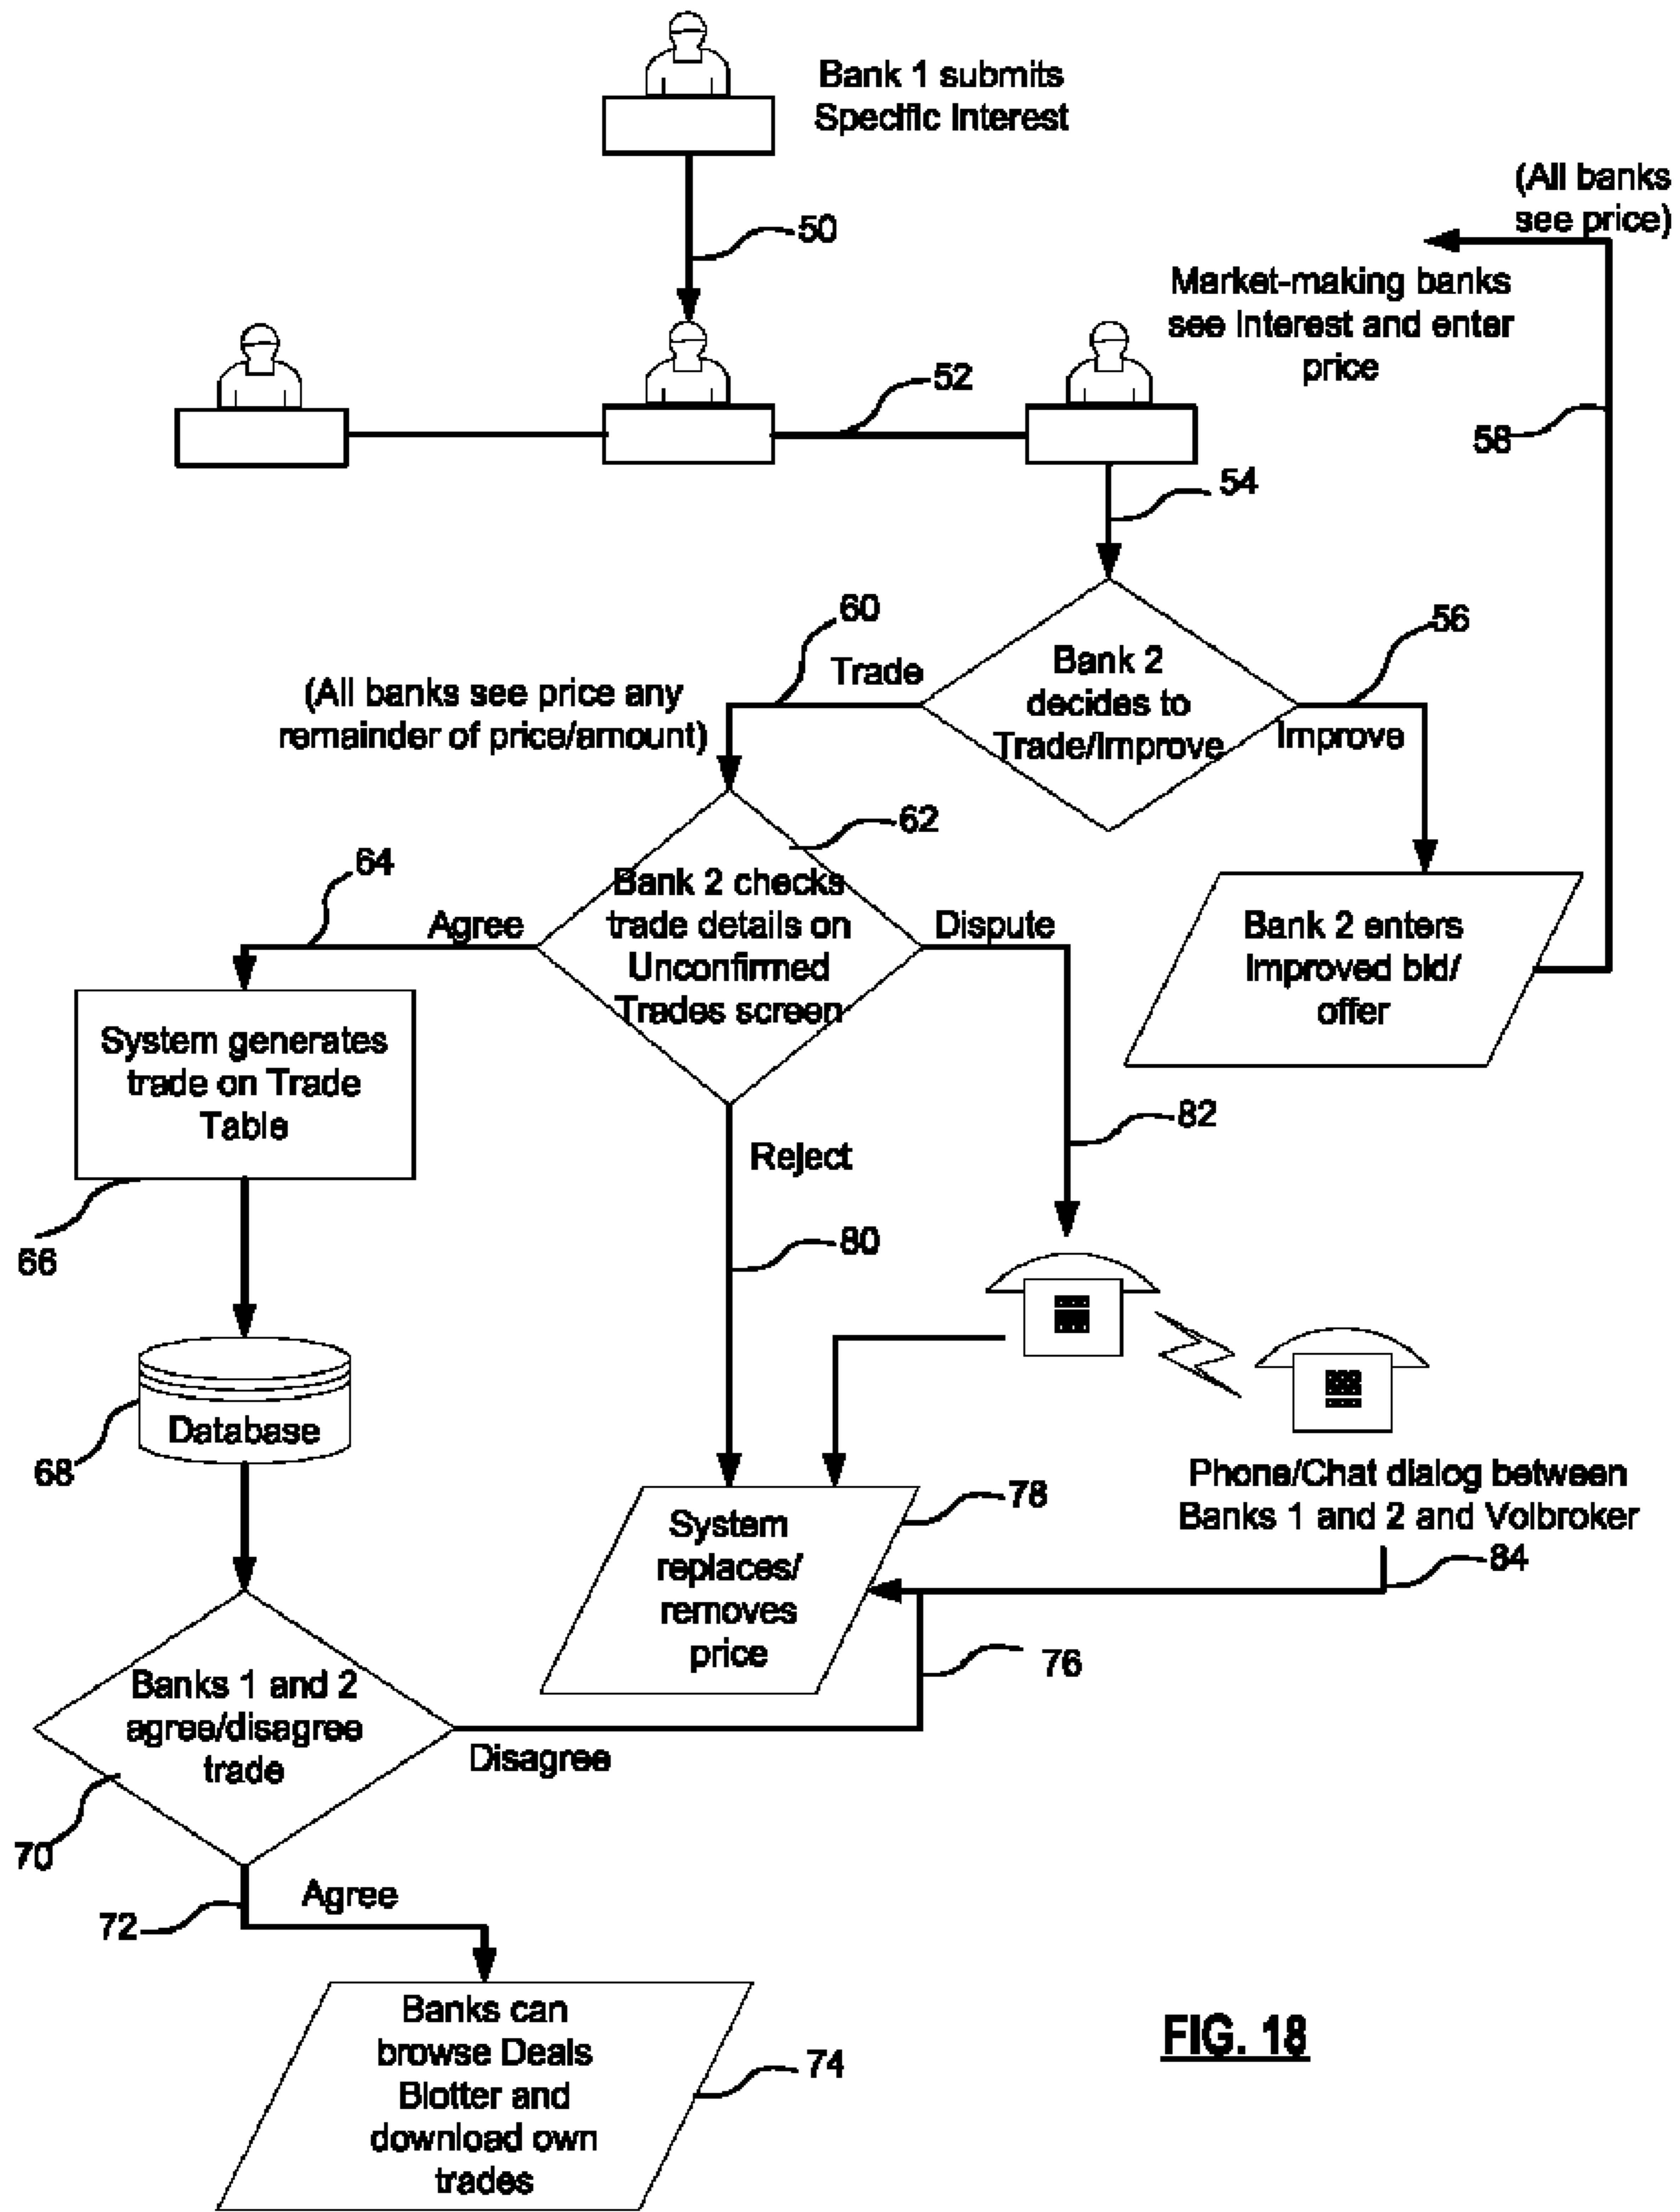 Bank 1 submits
Specific Interest
(All banks
see price)
50
Market-making banks
see Interest and enter
price
52
58
54
60
56
Trade
Bank 2
decides to
Trade/Improve
Improve
(All banks see price any
remainder of price/amount)
62
64
Agree
Bank 2 checks
trade details on
Unconfirmed
Trades screen
Dispute
Bank 2 enters
Improved bid/
offer
System generates
trade on Trade
Table
82
Reject
66
80
Database
68
Phone/Chat dialog between
Banks 1 and 2 and Volbroker
78
System
replaces/
removes
price
84
76
Banks 1 and 2
agree/disagree
trade
Disagree
70
Agree
72
Banks can
browse Deals
Blotter and
download own
trades
74
FIG. 18